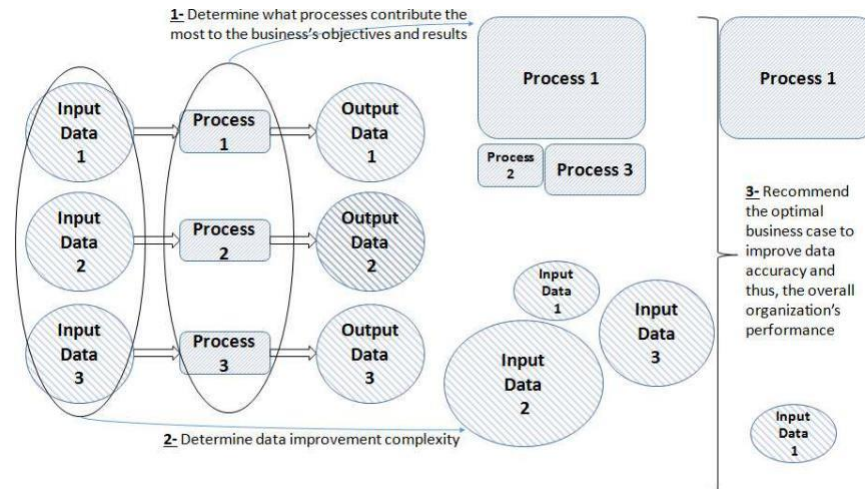 1- Determine what processes contribute the
most to the business's objectives and results
Input
Data
1
Process
1
Output
Data
1
Input
Data
2
Process
2
Output
Data
2
Input
Data
3
Process
3
Output
Data
3
2- Determine data improvement complexity
Process 1
Process
2
Process 3
Input
Data
1
Input
Data
2
Input
Data
3
Process 1
3- Recommend
the optimal
business case to
improve data
accuracy and
thus, the overall
organization's
performance
Input
Data
1